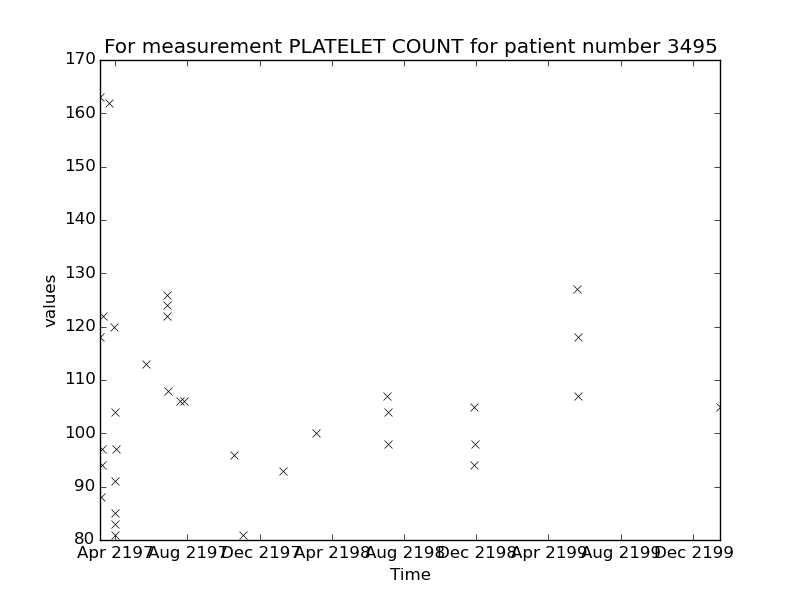 For measurement PLATELET COUNT for patient number 3495
170
160
150
140
130
120
110
100
90
80
values
Apr 2197 Aug 2197 Dec 2197 Apr 2198 Aug 2198 Dec 2198 Apr 2199 Aug 2199 Dec 2199
Time